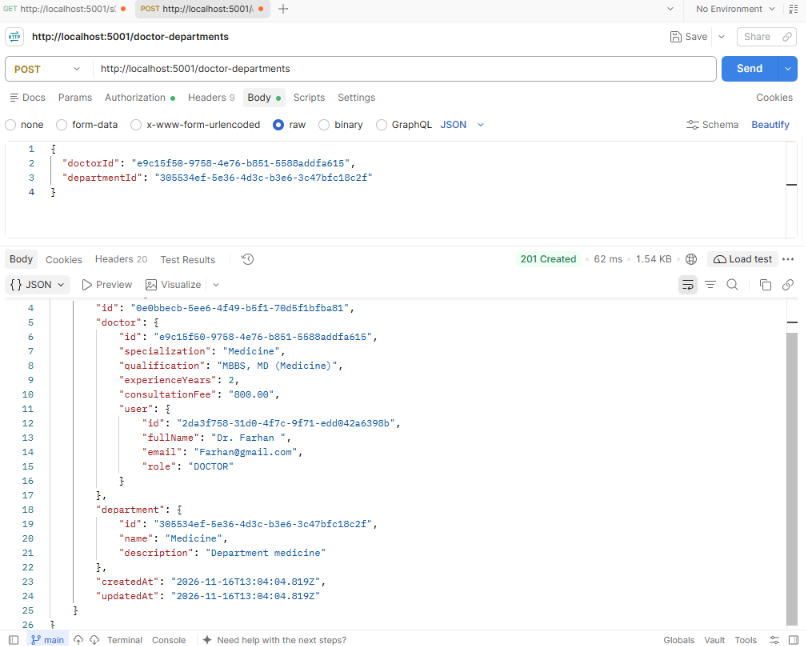 GET http://localhost:5001/sl
POST http://localhost:5001/
No Environment
HTTP http://localhost:5001/doctor-departments
Save
Share
POST http://localhost:5001/doctor-departments
Send
Docs Params Authorization Headers 9 Body Scripts Settings
Cookies
none form-data x-www-form-urlencoded raw binary GraphQL JSON
Schema Beautify
1 {
2 "doctorId": "e9c15f50-9758-4e76-b851-5588addfa615",
3 "departmentId": "305534ef-5e36-4d3c-b3e6-3c47bfc18c2f"
4 }
Body Cookies Headers 20 Test Results
201 Created • 62 ms • 1.54 KB
Load test
{ } JSON Preview Visualize
4 "id": "0e0bbecb-5ee6-4f49-b5f1-70d5f1bfba81",
5 "doctor": {
6 "id": "e9c15f50-9758-4e76-b851-5588addfa615",
7 "specialization": "Medicine",
8 "qualification": "MBBS, MD (Medicine)",
9 "experienceYears": 2,
10 "consultationFee": "800.00",
11 "user": {
12 "id": "2da3f758-31d0-4f7c-9f71-edd042a6398b",
13 "fullName": "Dr. Farhan ",
14 "email": "Farhan@gmail.com",
15 "role": "DOCTOR"
16 }
17 },
18 "department": {
19 "id": "305534ef-5e36-4d3c-b3e6-3c47bfc18c2f",
20 "name": "Medicine",
21 "description": "Department medicine"
22 },
23 "createdAt": "2026-11-16T13:04:04.819Z",
24 "updatedAt": "2026-11-16T13:04:04.819Z"
25 }
26 }
main Terminal Console Need help with the next steps?
Globals Vault Tools